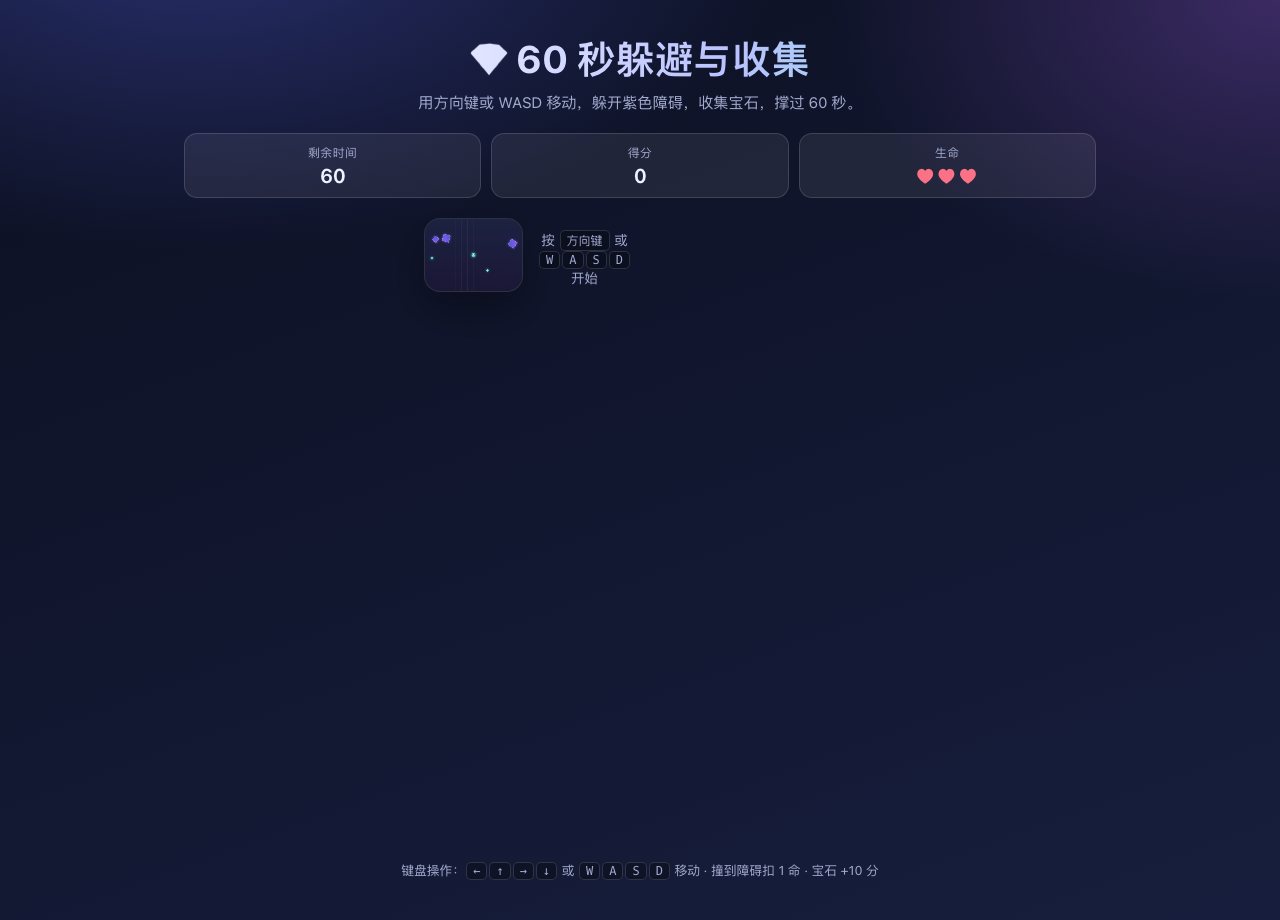 60 秒躲避与收集
用方向键或 WASD 移动，躲开紫色障碍，收集宝石，撑过 60 秒。
剩余时间
60
得分
0
生命
按 方向键 或
W A S D
开始
键盘操作： ← ↑ → ↓ 或 W A S D 移动 · 撞到障碍扣 1 命 · 宝石 +10 分